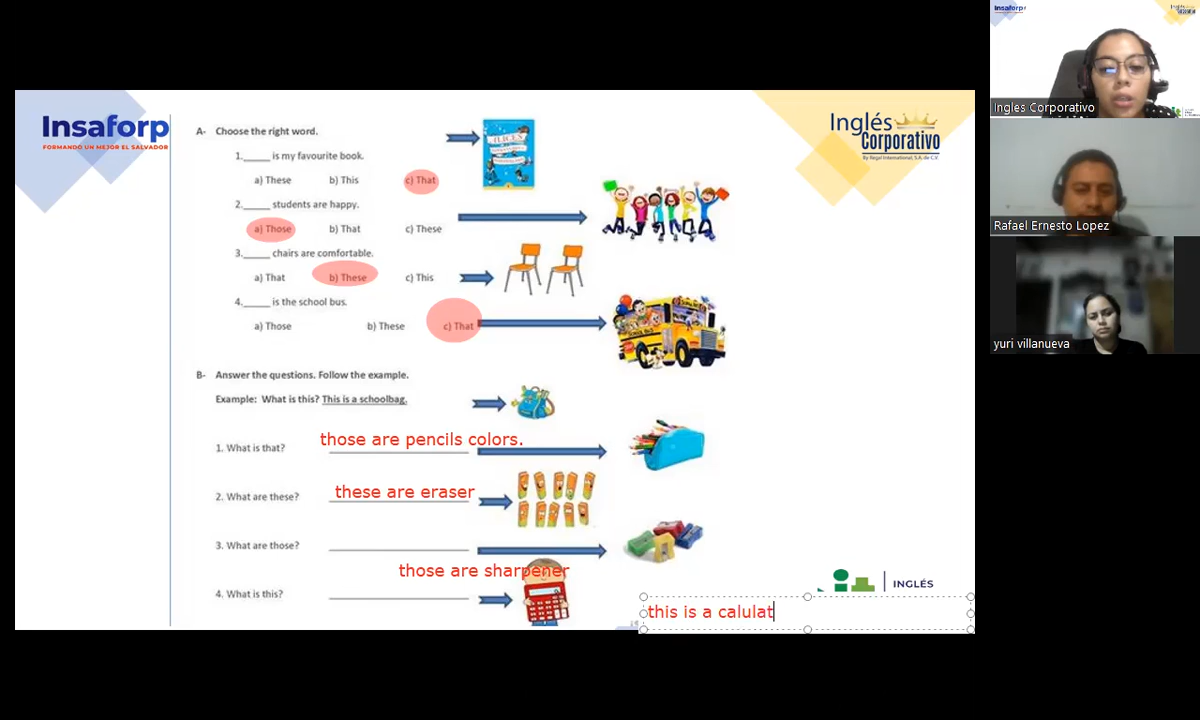 Insaforp
FORMANDO UN MEJOR EL SALVADOR
Inglés
Corporativo
By Regal International, S.A. de C.V.
A- Choose the right word.
1._____ is my favourite book.
a) These b) This c) That
2._____ students are happy.
a) Those b) That c) These
3._____ chairs are comfortable.
a) That b) These c) This
4._____ is the school bus.
a) Those b) These c) That
B- Answer the questions. Follow the example.
Example: What is this? This is a schoolbag.
1. What is that? those are pencils colors.
2. What are these? these are eraser
3. What are those?
those are sharpener
4. What is this?
this is a calulat
INGLÉS
Insaforp
Ingles Corporativo
Rafael Ernesto Lopez
yuri villanueva